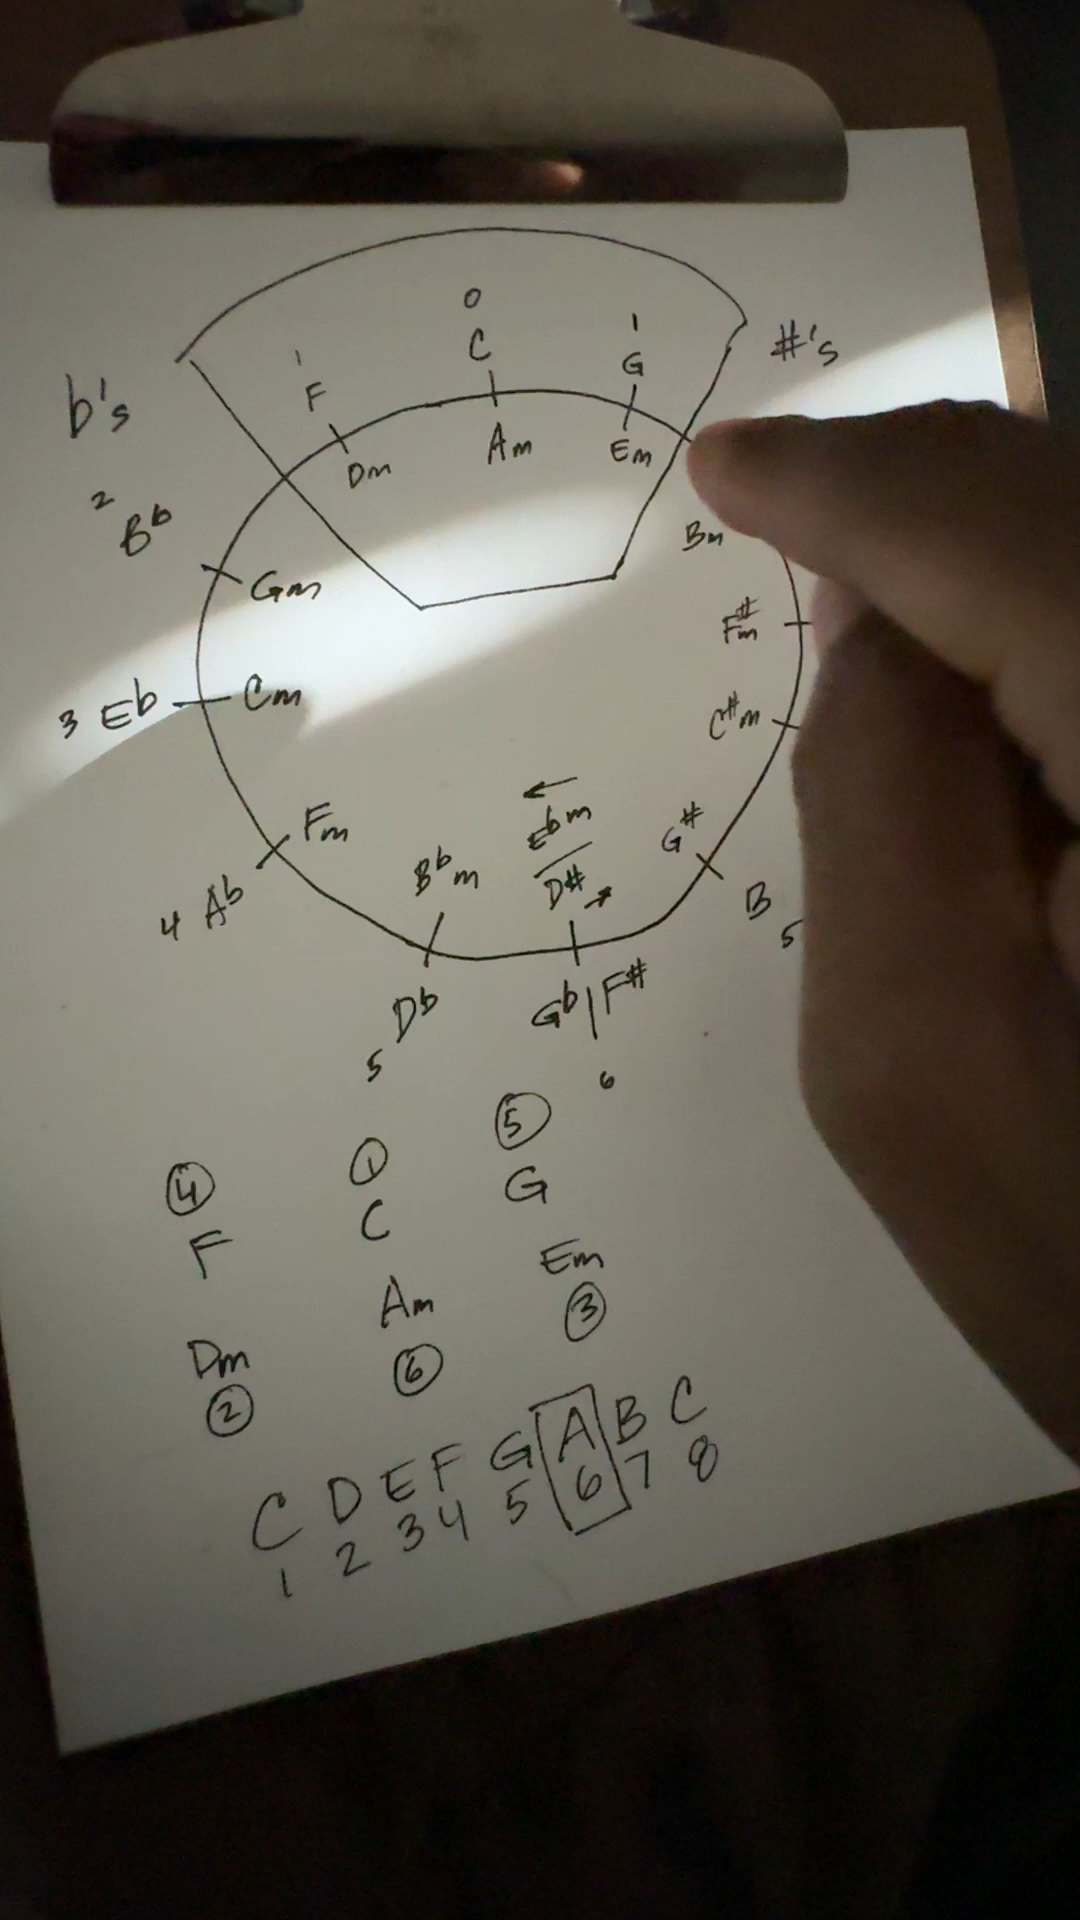 0
1 C 1
F G #'s
b's Dm Am Em
2 Bb Bm
Gm F#m
3 Eb Cm C#m
Fm Ebm G#
4 Ab Bbm D# B
5
Db Gb|F#
5 6
4 1 5
F C G
Dm Am Em
2 6 3
C D E F G A B C
1 2 3 4 5 6 7 8